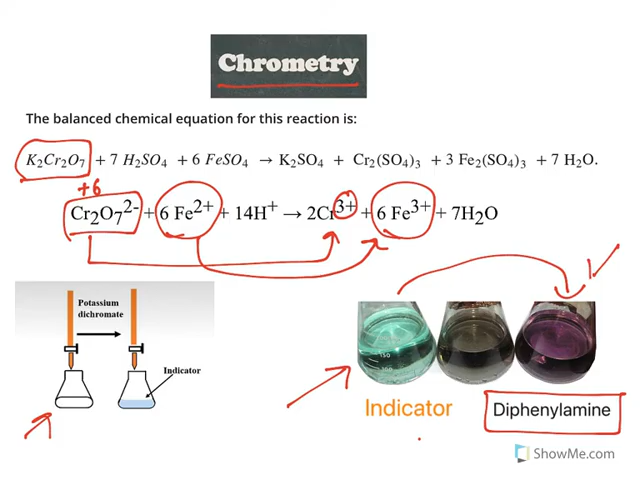 Chrometry
The balanced chemical equation for this reaction is:
K₂Cr₂O₇ + 7 H₂SO₄ + 6 FeSO₄ → K₂SO₄ + Cr₂(SO₄)₃ + 3 Fe₂(SO₄)₃ + 7 H₂O.
+6
Cr₂O₇²⁻ + 6 Fe²⁺ + 14H⁺ → 2Cr³⁺ + 6 Fe³⁺ + 7H₂O
Potassium
dichromate
Indicator
150
Indicator
Diphenylamine
ShowMe.com